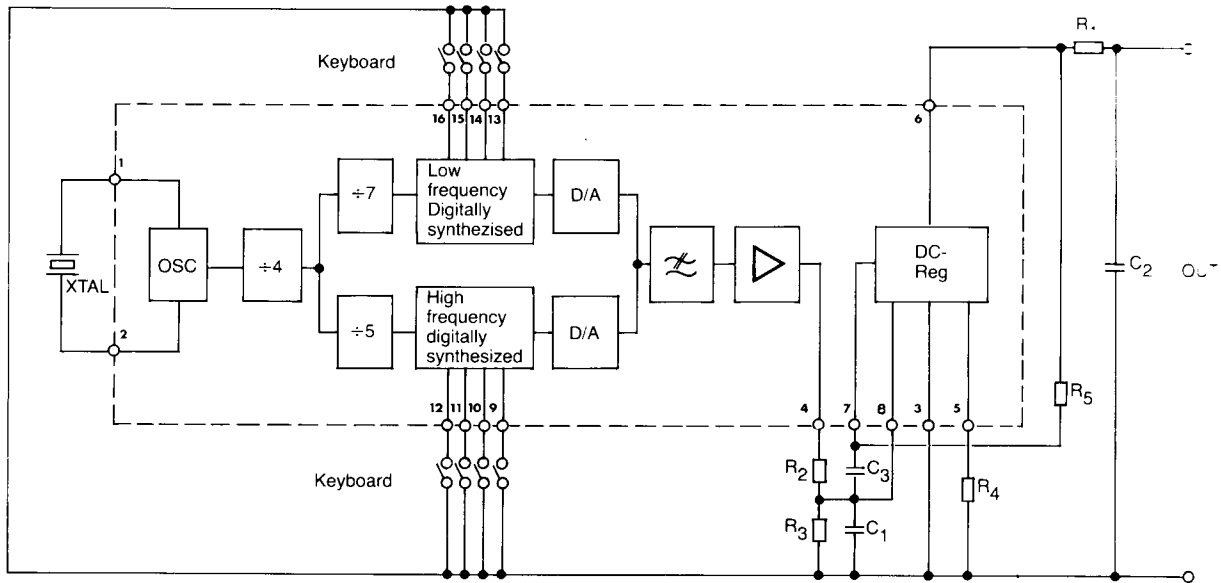 Keyboard
16 15 14 13
6
1
Low
frequency
Digitally
synthezised
÷7
D/A
XTAL
OSC
÷4
DC-
Reg
C2
2
÷5
High
frequency
digitally
synthesized
D/A
R5
12 11 10 9
4 7 8 3 5
Keyboard
R2
C3
R4
R3
C1